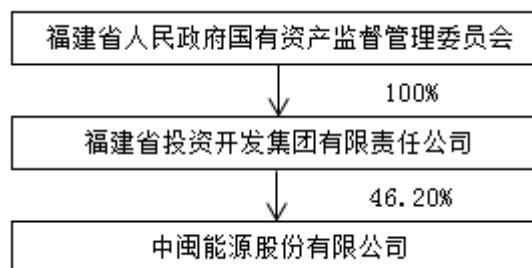 福建省人民政府国有资产监督管理委员会
100%
福建省投资开发集团有限责任公司
46.20%
中闽能源股份有限公司